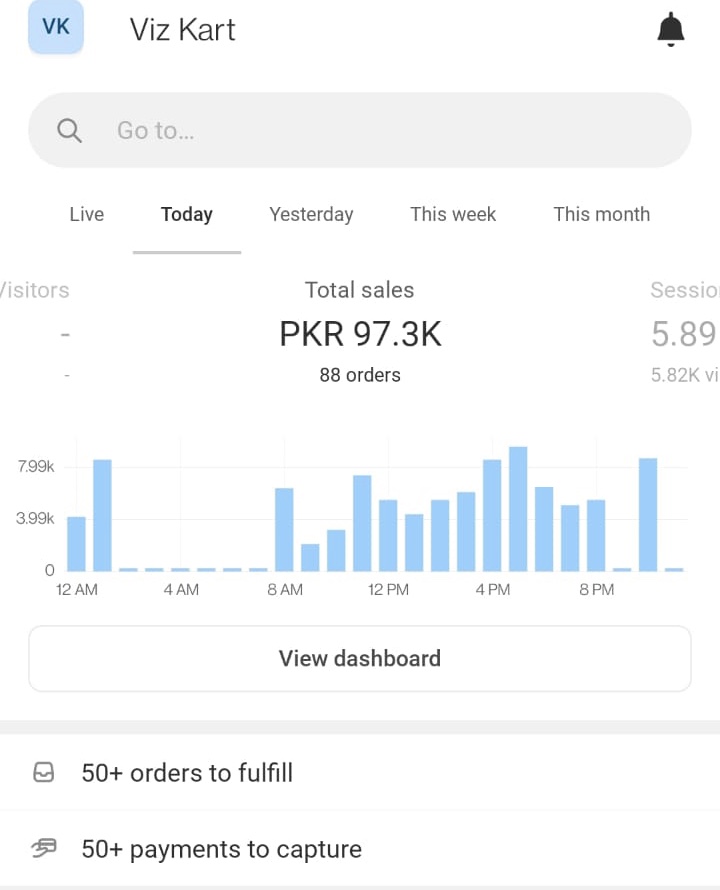 VK
Viz Kart
Go to...
Live Today Yesterday This week This month
Visitors Total sales Sessio
- PKR 97.3K 5.89
- 88 orders 5.82K vi
7.99k
3.99k
0
12 AM 4 AM 8 AM 12 PM 4 PM 8 PM
View dashboard
50+ orders to fulfill
50+ payments to capture